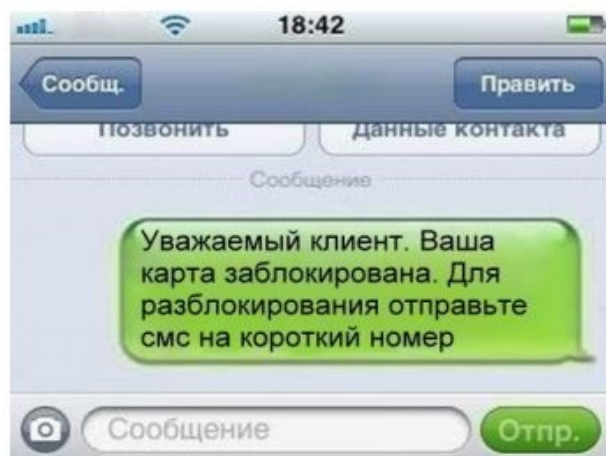 18:42
Сообщ.
Править
Позвонить
Данные контакта
Сообщение
Уважаемый клиент. Ваша
карта заблокирована. Для
разблокирования отправьте
смс на короткий номер
Сообщение
Отпр.